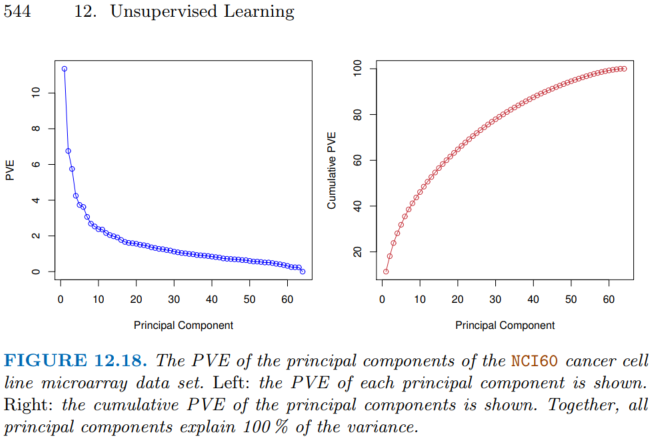 544 12. Unsupervised Learning
PVE
0 2 4 6 8 10
0 10 20 30 40 50 60
Principal Component
Cumulative PVE
20 40 60 80 100
0 10 20 30 40 50 60
Principal Component
FIGURE 12.18. The PVE of the principal components of the NCI60 cancer cell
line microarray data set. Left: the PVE of each principal component is shown.
Right: the cumulative PVE of the principal components is shown. Together, all
principal components explain 100 % of the variance.